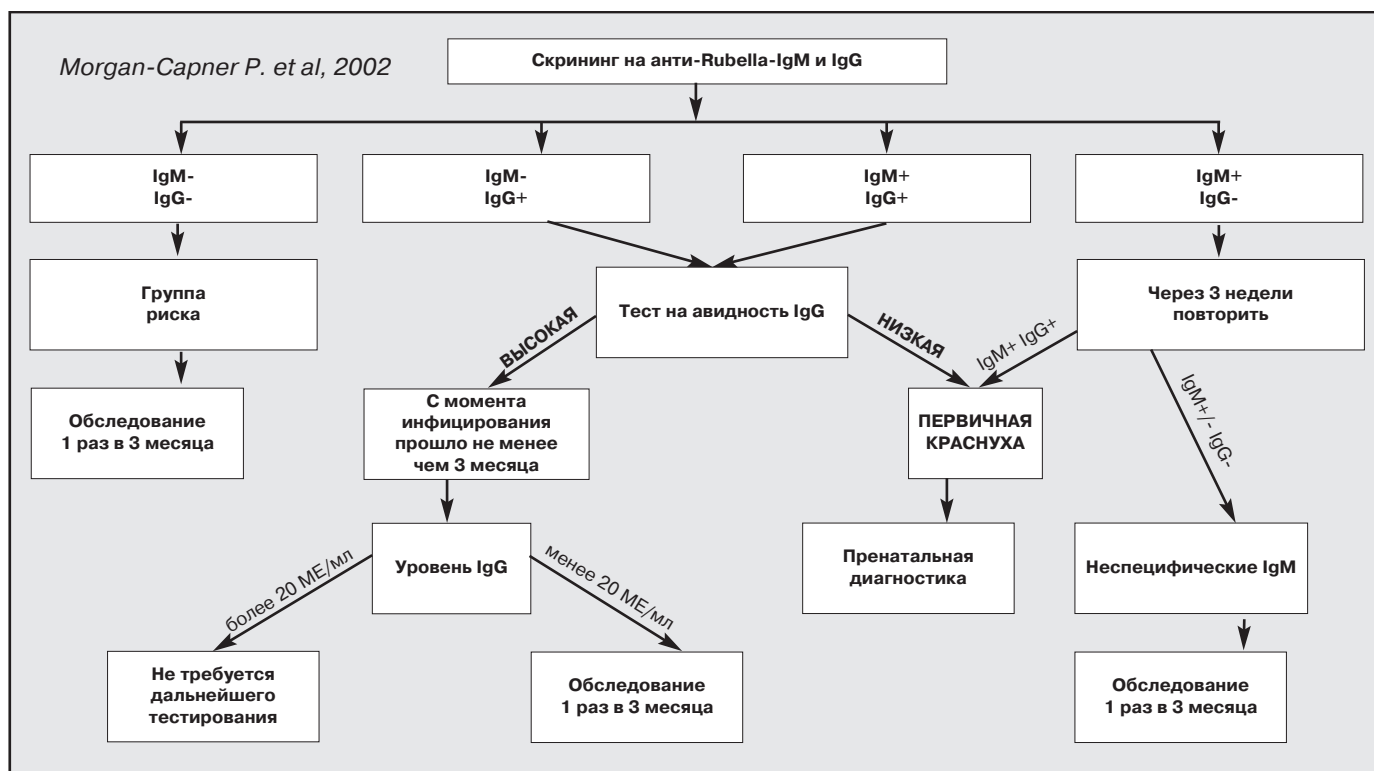 Morgan-Capner P. et al, 2002
Скрининг на анти-Rubella-IgM и IgG
IgM-
IgG-
IgM-
IgG+
IgM+
IgG+
IgM+
IgG-
Группа
риска
Тест на авидность IgG
Через 3 недели
повторить
ВЫСОКАЯ
НИЗКАЯ
IgM+ IgG+
IgM+/- IgG-
Обследование
1 раз в 3 месяца
С момента
инфицирования
прошло не менее
чем 3 месяца
ПЕРВИЧНАЯ
КРАСНУХА
Уровень IgG
Пренатальная
диагностика
Неспецифические IgM
более 20 МЕ/мл
менее 20 МЕ/мл
Не требуется
дальнейшего
тестирования
Обследование
1 раз в 3 месяца
Обследование
1 раз в 3 месяца